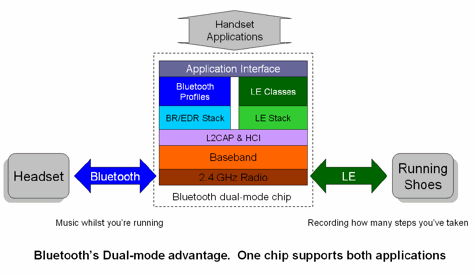 Handset
Applications
Application Interface
Bluetooth
Profiles
LE Classes
BR/EDR Stack
LE Stack
L2CAP & HCI
Baseband
2.4 GHz Radio
Bluetooth dual-mode chip
Headset
Bluetooth
LE
Running
Shoes
Music whilst you're running
Recording how many steps you've taken
Bluetooth's Dual-mode advantage.  One chip supports both applications